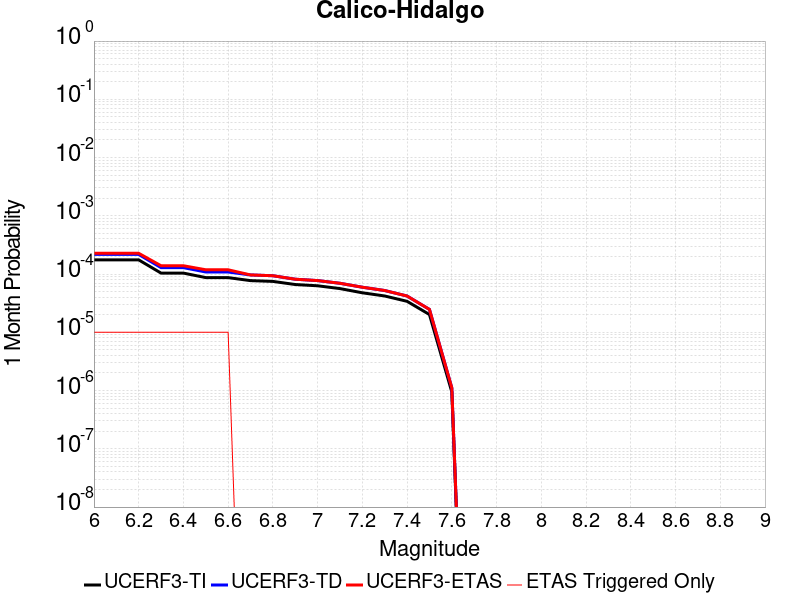 Calico-Hidalgo
10^0
10^-1
10^-2
10^-3
10^-4
10^-5
10^-6
10^-7
10^-8
1 Month Probability
6 6.2 6.4 6.6 6.8 7 7.2 7.4 7.6 7.8 8 8.2 8.4 8.6 8.8 9
Magnitude
UCERF3-TI UCERF3-TD UCERF3-ETAS ETAS Triggered Only